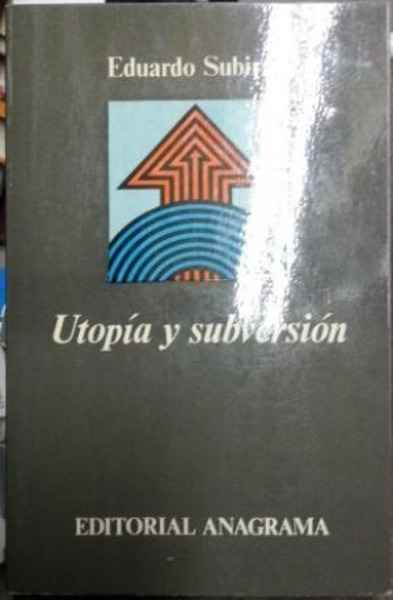 Eduardo
Utopía y subversión
EDITORIAL ANAGRAMA